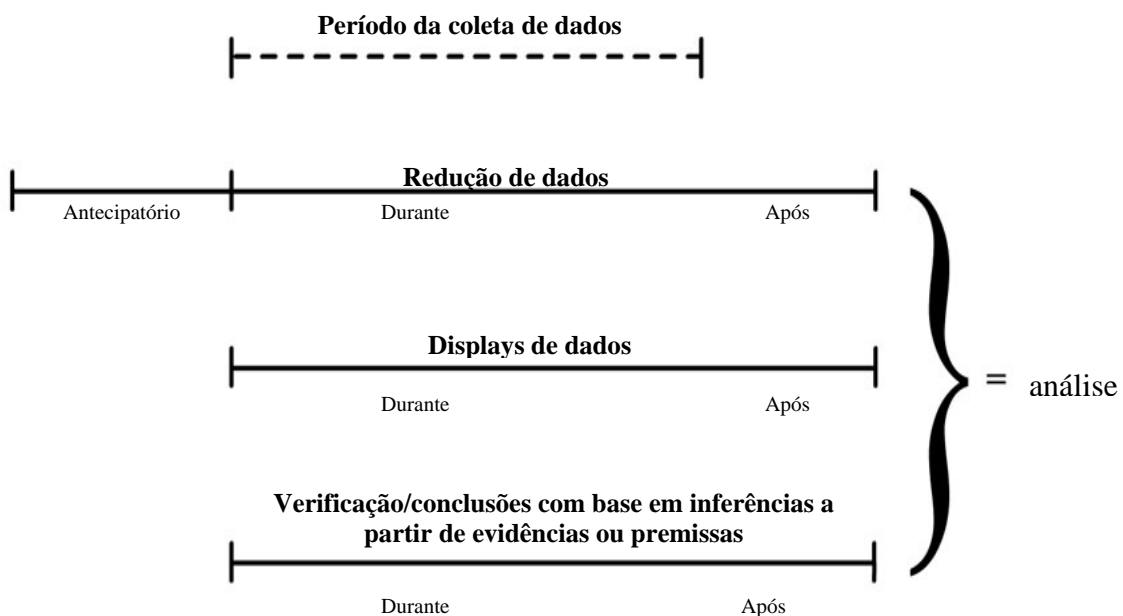 Período da coleta de dados
Redução de dados
Antecipatório Durante Após
Displays de dados
Durante Após
= análise
Verificação/conclusões com base em inferências a
partir de evidências ou premissas
Durante Após